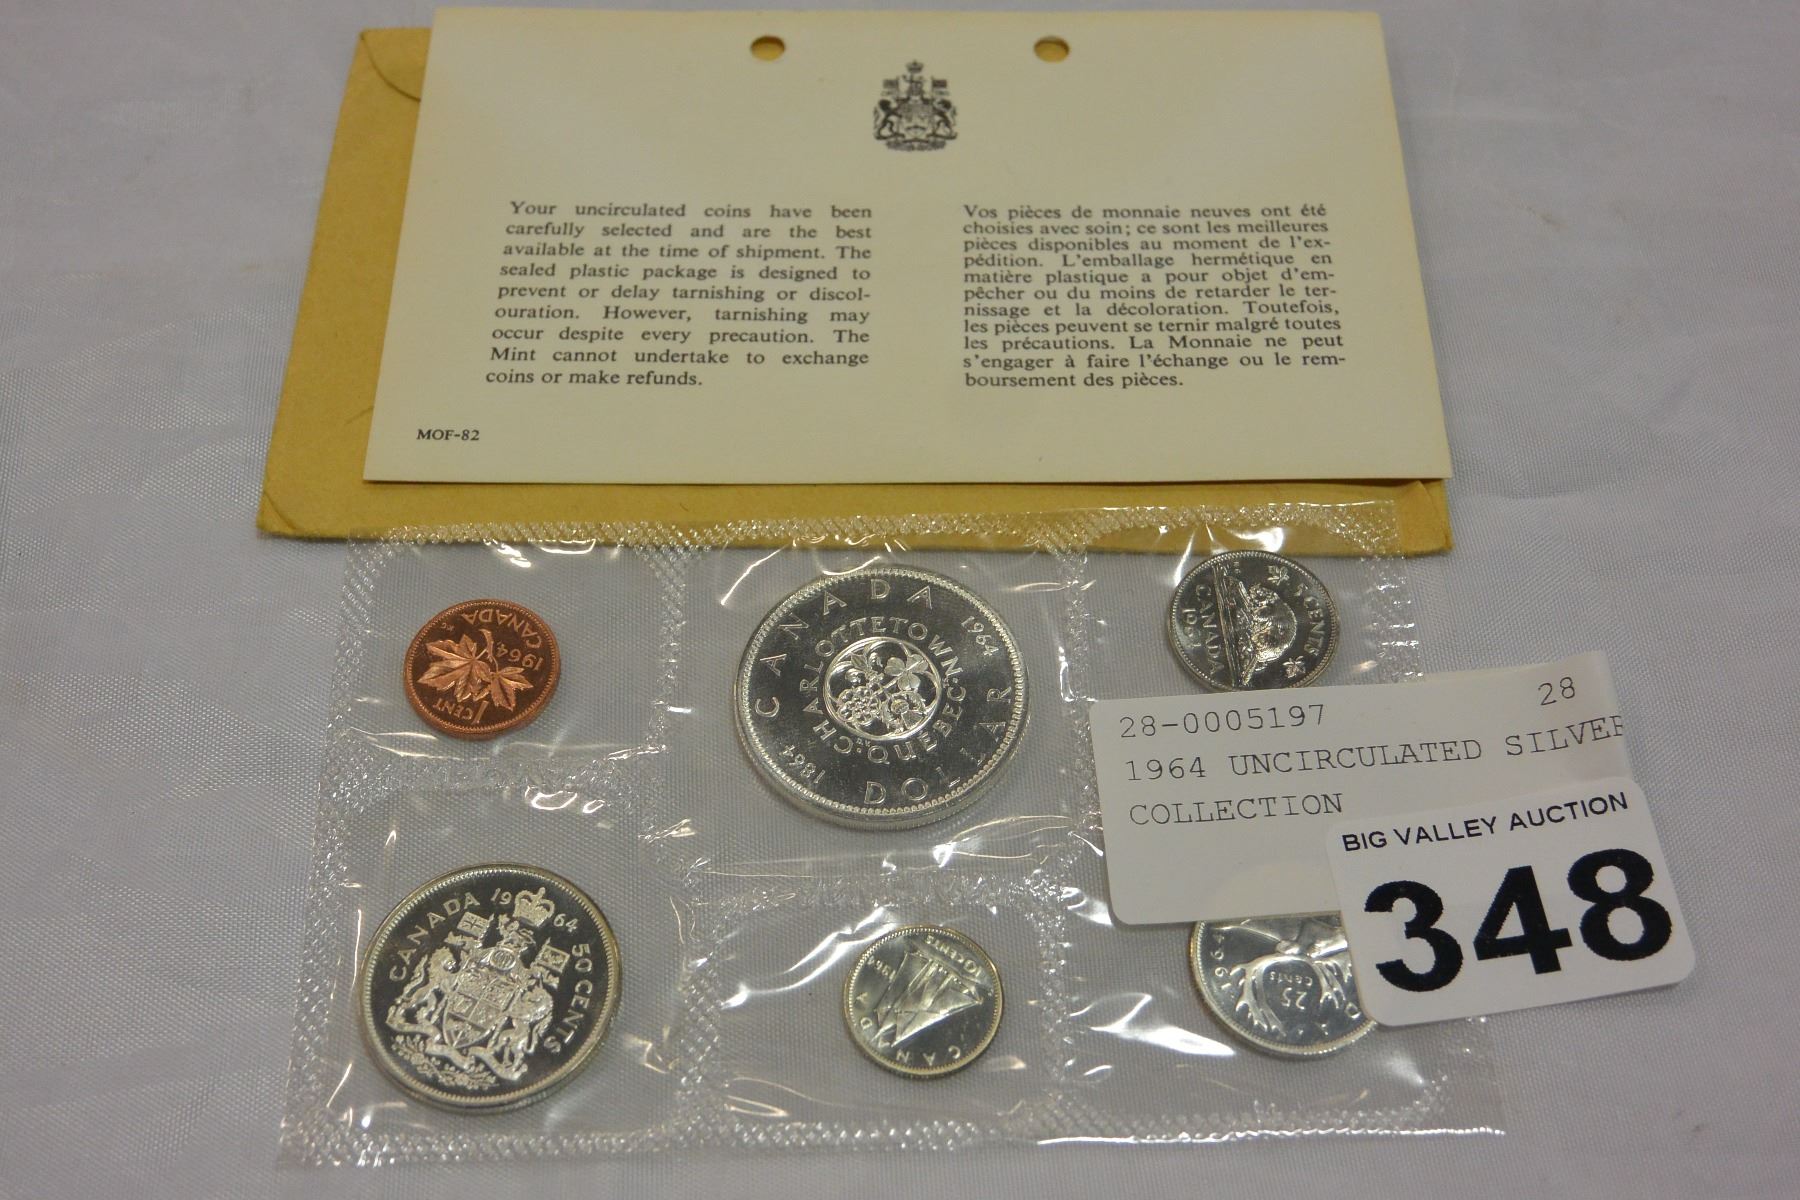 Your uncirculated coins have been
carefully selected and are the best
available at the time of shipment. The
sealed plastic package is designed to
prevent or delay tarnishing or discol-
ouration. However, tarnishing may
occur despite every precaution. The
Mint cannot undertake to exchange
coins or make refunds.
MOF-82
Vos pièces de monnaie neuves ont été
choisies avec soin; ce sont les meilleures
pièces disponibles au moment de l'ex-
pédition. L'emballage hermétique en
matière plastique a pour objet d'em-
pêcher ou du moins de retarder le ter-
nissage et la décoloration. Toutefois,
les pièces peuvent se ternir malgré toutes
les précautions. La Monnaie ne peut
s'engager à faire l'échange ou le rem-
boursement des pièces.
1 CENT
1964
CANADA
CANADA
1964
DOLLAR
1864
CHARLOTTETOWN
QUÉBEC
5 CENTS
CANADA
1964
28-0005197 28
1964 UNCIRCULATED SILVER
COLLECTION
BIG VALLEY AUCTION
348
CANADA 1964
50 CENTS
CANADA
1964
10 CENTS
1964
25
CENTS